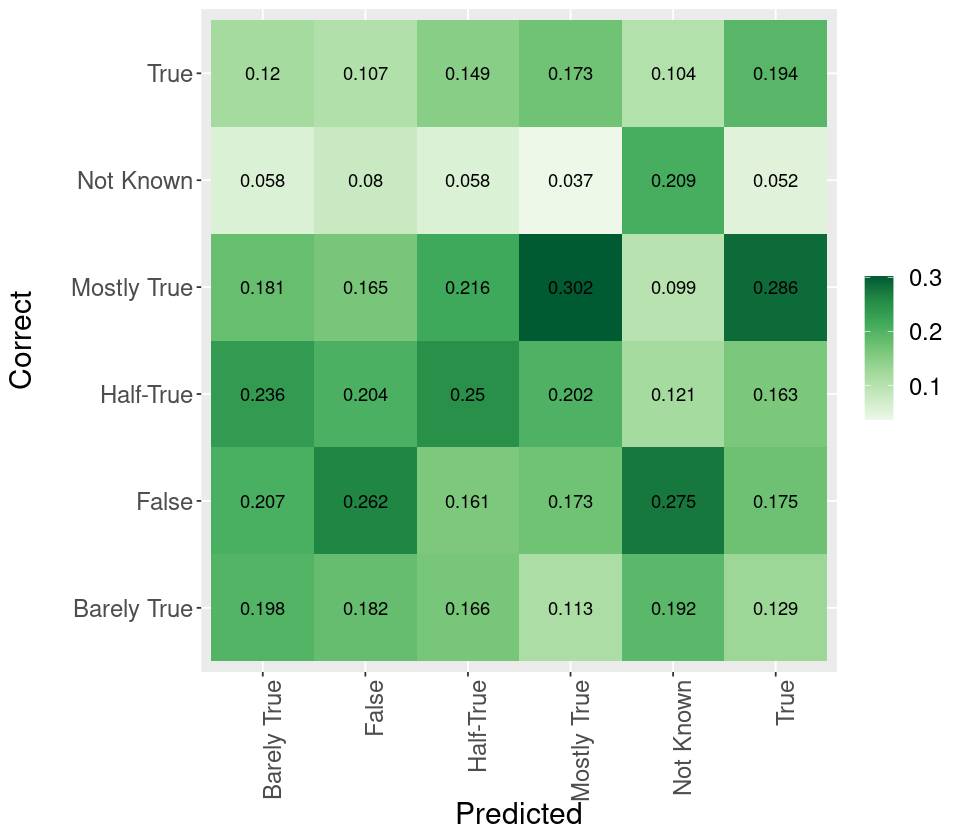 True 0.12 0.107 0.149 0.173 0.104 0.194
Not Known 0.058 0.08 0.058 0.037 0.209 0.052
Mostly True 0.181 0.165 0.216 0.302 0.099 0.286
Half-True 0.236 0.204 0.25 0.202 0.121 0.163
False 0.207 0.262 0.161 0.173 0.275 0.175
Barely True 0.198 0.182 0.166 0.113 0.192 0.129
Correct
Barely True
False
Half-True
Mostly True
Not Known
True
Predicted
0.3
0.2
0.1